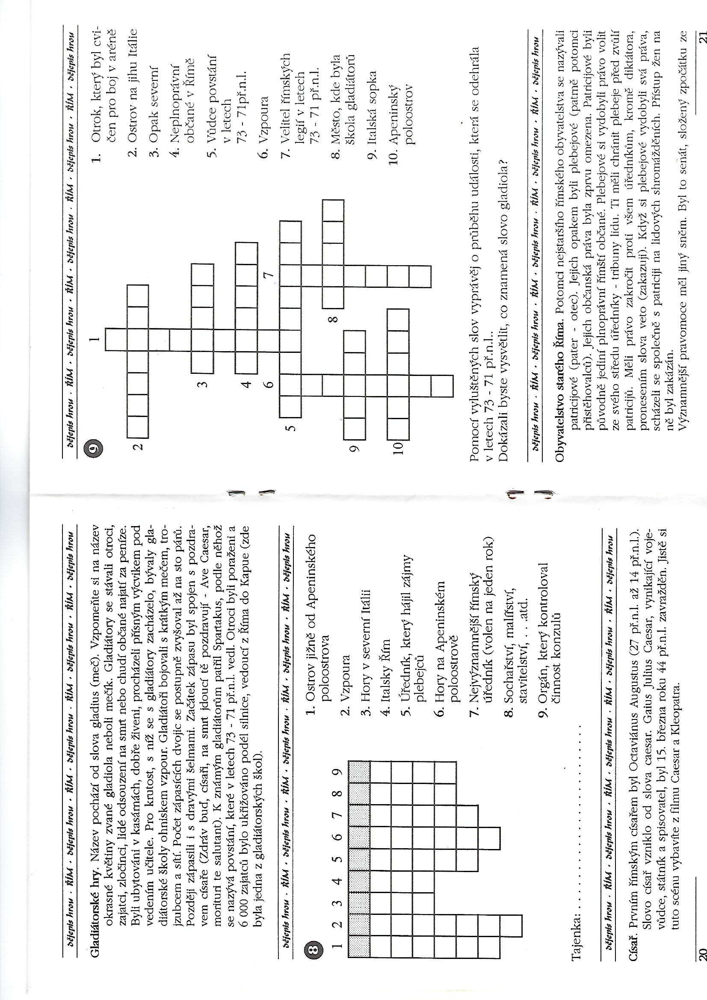 dějepis hrou · ŘÍM · dějepis hrou · ŘÍM · dějepis hrou · ŘÍM · dějepis hrou · ŘÍM · dějepis hrou · ŘÍM · dějepis hrou
Gladiátorské hry. Název pochází od slova gladius (meč). Vzpomeňte si na název
okrasné květiny zvané gladiola neboli mečík. Gladiátory se stávali otroci,
zajatci, zločinci, lidé odsouzení na smrt nebo chudí občané najatí za peníze.
Byli ubytováni v kasárnách, dobře živeni, procházeli přísným výcvikem pod
vedením učitele. Pro krutost, s níž se s gladiátory zacházelo, bývaly gla-
diátorské školy ohniskem vzpour. Gladiátoři bojovali s krátkým mečem, tro-
jzubcem a sítí. Počet zápasících dvojic se postupně zvyšoval až na sto párů.
Později zápasili i s dravými šelmami. Začátek zápasu byl spojen s pozdra-
vem císaře (Zdráv buď, císaři, na smrt jdoucí tě pozdravují - Ave Caesar,
morituri te salutant). K známým gladiátorům patřil Spartakus, podle něhož
se nazývá povstání, které v letech 73 - 71 př.n.l. vedl. Otroci byli poraženi a
6 000 zajatců bylo ukřižováno podél silnice, vedoucí z Říma do Kapue (zde
byla jedna z gladiátorských škol).
dějepis hrou · ŘÍM · dějepis hrou · ŘÍM · dějepis hrou · ŘÍM · dějepis hrou · ŘÍM · dějepis hrou · ŘÍM · dějepis hrou
8
1 2 3 4 5 6 7 8 9
1. Ostrov jižně od Apeninského
poloostrova
2. Vzpoura
3. Hory v severní Itálii
4. Italsky Řím
5. Úředník, který hájil zájmy
plebejců
6. Hory na Apeninském
poloostrově
7. Nejvýznamnější římský
úředník (volen na jeden rok)
8. Sochařství, malířství,
stavitelství, . . .atd.
9. Orgán, který kontroloval
činnost konzulů
Tajenka: . . . . . . . . . . . . . . . . . . . . . . . . . . . . . . . . .
dějepis hrou · ŘÍM · dějepis hrou · ŘÍM · dějepis hrou · ŘÍM · dějepis hrou · ŘÍM · dějepis hrou · ŘÍM · dějepis hrou
Císař. Prvním římským císařem byl Octaviánus Augustus (27 př.n.l. až 14 př.n.l.).
Slovo císař vzniklo od slova caesar. Gaius Julius Caesar, vynikající voje-
vůdce, státník a spisovatel, byl 15. března roku 44 př.n.l. zavražděn. Jistě si
tuto scénu vybavíte z filmu Caesar a Kleopatra.
20
dějepis hrou · ŘÍM · dějepis hrou · ŘÍM · dějepis hrou · ŘÍM · dějepis hrou · ŘÍM · dějepis hrou · ŘÍM · dějepis hrou
9
1
2
3
4
6
7
5
8
9
10
1. Otrok, který byl cvi-
čen pro boj v aréně
2. Ostrov na jihu Itálie
3. Opak severní
4. Neplnoprávní
občané v Římě
5. Vůdce povstání
v letech
73 - 71př.n.l.
6. Vzpoura
7. Velitel římských
legií v letech
73 - 71 př.n.l.
8. Město, kde byla
škola gladiátorů
9. Italská sopka
10. Apeninský
poloostrov
Pomocí vyluštěných slov vyprávěj o průběhu události, která se odehrála
v letech 73 - 71 př.n.l..
Dokázali byste vysvětlit, co znamená slovo gladiola?
dějepis hrou · ŘÍM · dějepis hrou · ŘÍM · dějepis hrou · ŘÍM · dějepis hrou · ŘÍM · dějepis hrou · ŘÍM · dějepis hrou
Obyvatelstvo starého Říma. Potomci nejstaršího římského obyvatelstva se nazývali
patricijové (pater - otec). Jejich opakem byli plebejové (patrně potomci
přistěhovalců). Jejich občanská práva byla zprvu omezena. Patricijové byli
původně jediní plnoprávní římští občané. Plebejové si vydobyli právo volit
ze svého středu úředníky - tribuny lidu. Ti měli chránit plebeje před zvůlí
patricijů. Měli právo zakročit proti všem úředníkům, kromě diktátora,
pronesením slova veto (zakazuji). Když si plebejové vydobyli svá práva,
scházeli se společně s patriciji na lidových shromážděních. Přístup žen na
ně byl zakázán.
Významnější pravomoce měl jiný sněm. Byl to senát, složený zpočátku ze
21